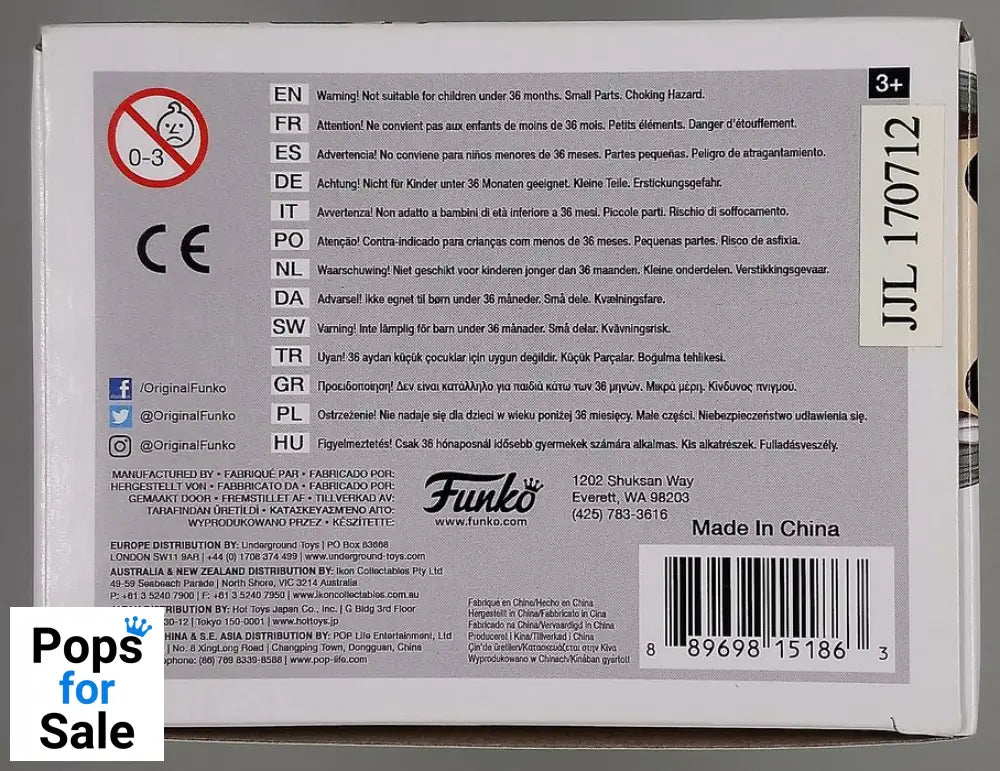 3+
0-3
EN Warning! Not suitable for children under 36 months. Small Parts. Choking Hazard.
FR Attention! Ne convient pas aux enfants de moins de 36 mois. Petits éléments. Danger d'étouffement.
ES Advertencia! No conviene para niños menores de 36 meses. Partes pequeñas. Peligro de atragantamiento.
DE Achtung! Nicht für Kinder unter 36 Monaten geeignet. Kleine Teile. Erstickungsgefahr.
IT Avvertenza! Non adatto a bambini di età inferiore a 36 mesi. Piccole parti. Rischio di soffocamento.
PO Atenção! Contra-indicado para crianças com menos de 36 meses. Pequenas partes. Risco de asfixia.
NL Waarschuwing! Niet geschikt voor kinderen jonger dan 36 maanden. Kleine onderdelen. Verstikkingsgevaar.
DA Advarsel! Ikke egnet til børn under 36 måneder. Små dele. Kvælningsfare.
SW Varning! Inte lämplig för barn under 36 månader. Små delar. Kvävningsrisk.
TR Uyan! 36 aydan küçük çocuklar için uygun değildir. Küçük Parçalar. Boğulma tehlikesi.
GR Προειδοποίηση! Δεν είναι κατάλληλο για παιδιά κάτω των 36 μηνών. Μικρά μέρη. Κίνδυνος πνιγμού.
PL Ostrzeżenie! Nie nadaje się dla dzieci w wieku poniżej 36 miesięcy. Małe części. Niebezpieczeństwo udławienia się.
HU Figyelmeztetés! Csak 36 hónaposnál idősebb gyermekek számára alkalmas. Kis alkatrészek. Fulladásveszély.
CE
JJL 170712
/OriginalFunko
@OriginalFunko
@OriginalFunko
MANUFACTURED BY • FABRIQUÉ PAR • FABRICADO POR:
HERGESTELLT VON • FABBRICATO DA • FABRICADO POR:
GEMAAKT DOOR • FREMSTILLET AF • TILLVERKAD AV:
TARAFINDAN ÜRETİLDİ • ΚΑΤΑΣΚΕΥΑΣΜΈΝΟ ΑΠΌ:
WYPRODUKOWANO PRZEZ • KÉSZÍTETTE:
Funko
www.funko.com
1202 Shuksan Way
Everett, WA 98203
(425) 783-3616
Made In China
EUROPE DISTRIBUTION BY: Underground Toys | PO Box 63668
LONDON SW11 9AR | +44 (0) 1708 374 499 | www.underground-toys.com
AUSTRALIA & NEW ZEALAND DISTRIBUTION BY: Ikon Collectables Pty Ltd
49-59 Seabeach Parade | North Shore, VIC 3214 Australia
P: +61 3 5240 7900 | F: +61 3 5240 7950 | www.ikoncollectables.com.au
RIBUTION BY: Hot Toys Japan Co., Inc. | G Bldg 3rd Floor
30-12 | Tokyo 150-0001 | www.hottoys.jp
HINA & S.E. ASIA DISTRIBUTION BY: POP Life Entertainment, Ltd
No. 8 XingLong Road | Changping Town, Dongguan, China
phone: (86) 769 8339-8588 | www.pop-life.com
Fabriqué en Chine/Hecho en China
Hergestellt in China/Fabbricato in Cina
Fabricado na China/Vervaardigd in China
Produceret i Kina/Tillverkad i China
Çin'de üretilen/Κατασκευάζεται στην Κίνα
Wyprodukowano w Chinach/Kínában gyártott
8 89698 15186 3
Pops
for
Sale